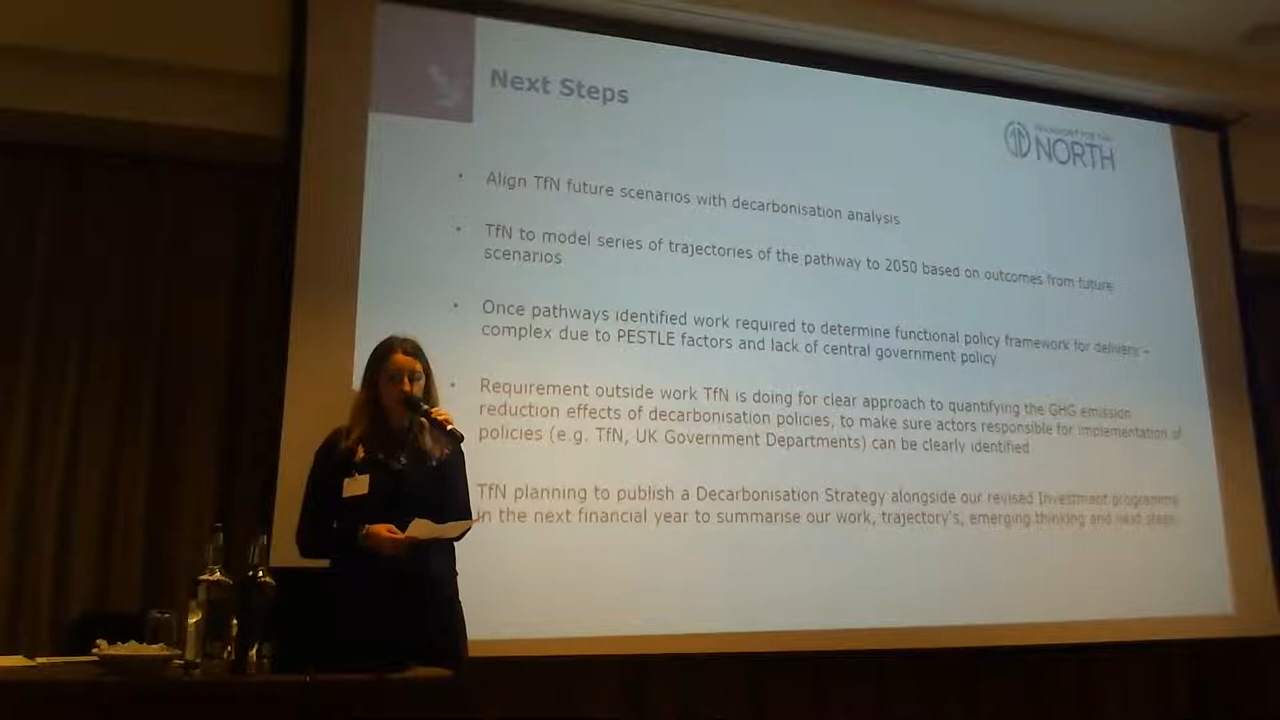 Next Steps
TRANSPORT FOR THE
NORTH
• Align TfN future scenarios with decarbonisation analysis
• TfN to model series of trajectories of the pathway to 2050 based on outcomes from future
scenarios
• Once pathways identified work required to determine functional policy framework for delivery –
complex due to PESTLE factors and lack of central government policy
• Requirement outside work TfN is doing for clear approach to quantifying the GHG emission
reduction effects of decarbonisation policies, to make sure actors responsible for implementation of
policies (e.g. TfN, UK Government Departments) can be clearly identified
TfN planning to publish a Decarbonisation Strategy alongside our revised Investment programme
in the next financial year to summarise our work, trajectory's, emerging thinking and next steps